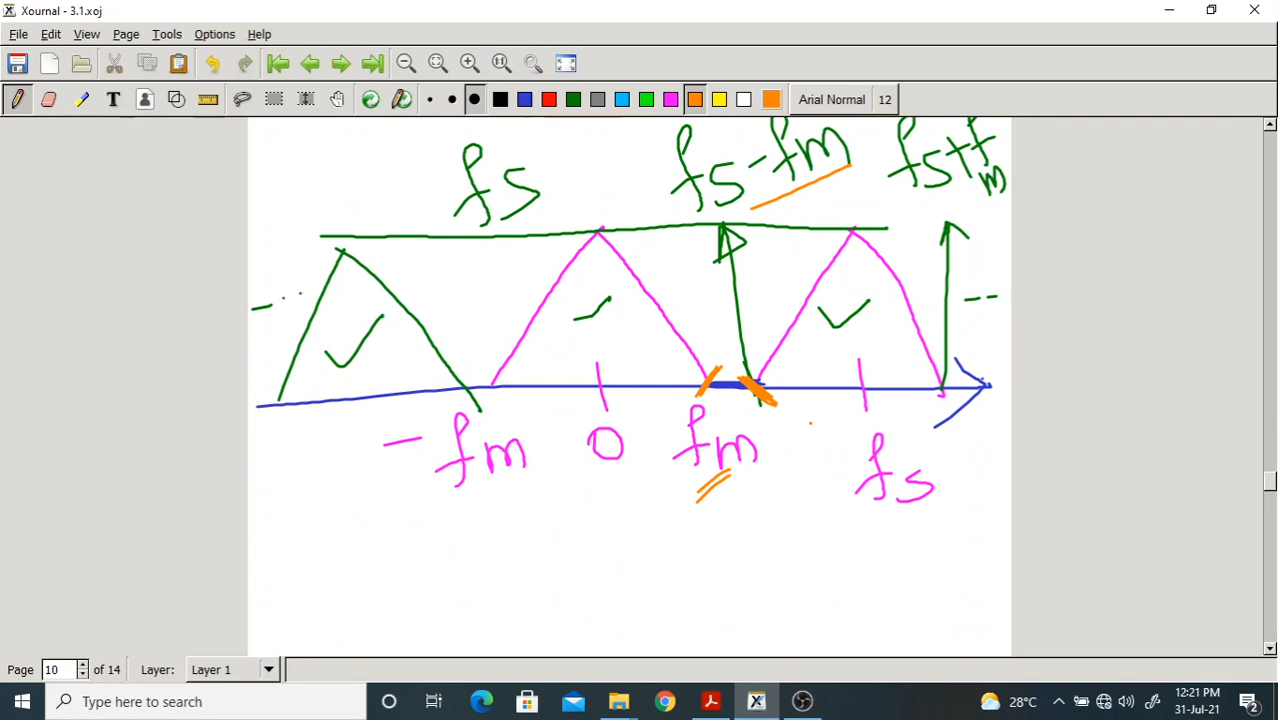 Xournal - 3.1.xoj
File Edit View Page Tools Options Help
Arial Normal 12
fs fs-fm fs+fm
-fm 0 fm fs
Page 10 of 14 Layer: Layer 1
Type here to search
28°C
12:21 PM
31-Jul-21
2